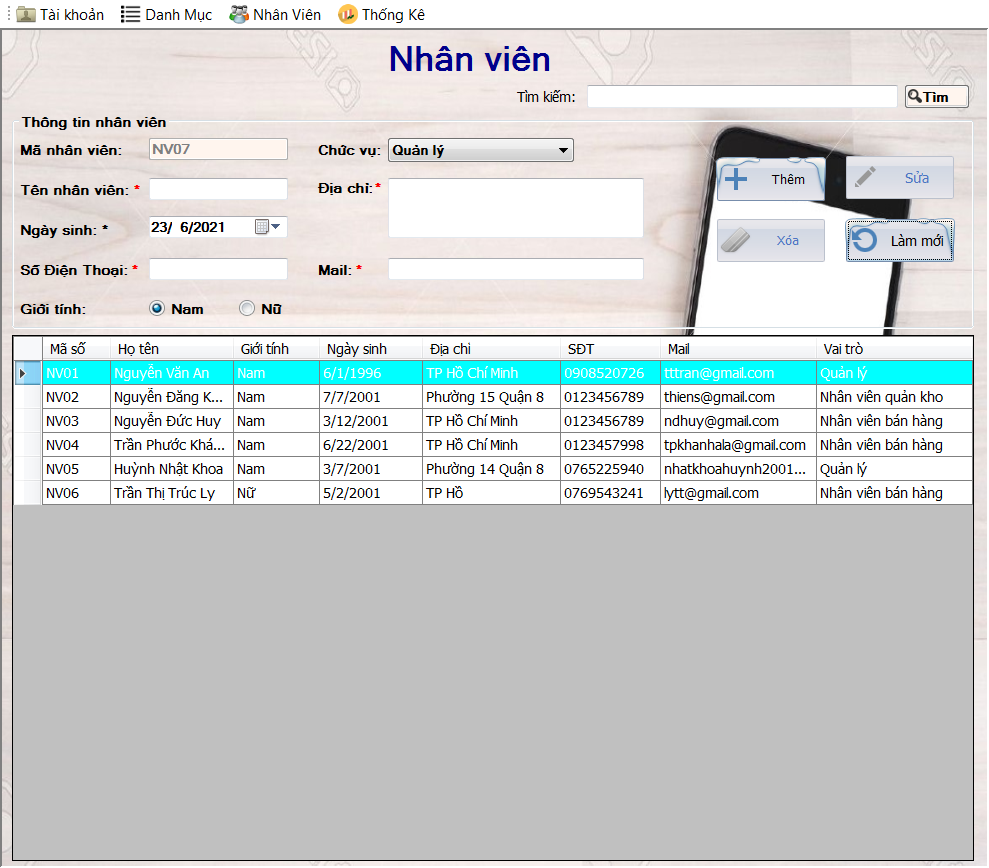 Tài khoản Danh Mục Nhân Viên Thống Kê
Nhân viên
Tìm kiếm: Tìm
Thông tin nhân viên
Mã nhân viên: NV07 Chức vụ: Quản lý
Tên nhân viên: * Địa chỉ: * Thêm Sửa
Ngày sinh: * 23/ 6/2021 Xóa Làm mới
Số Điện Thoại: * Mail: *
Giới tính: Nam Nữ
Mã số Họ tên Giới tính Ngày sinh Địa chỉ SĐT Mail Vai trò
NV01 Nguyễn Văn An Nam 6/1/1996 TP Hồ Chí Minh 0908520726 tttran@gmail.com Quản lý
NV02 Nguyễn Đăng K... Nam 7/7/2001 Phường 15 Quận 8 0123456789 thiens@gmail.com Nhân viên quản kho
NV03 Nguyễn Đức Huy Nam 3/12/2001 TP Hồ Chí Minh 0123456789 ndhuy@gmail.com Nhân viên bán hàng
NV04 Trần Phước Khá... Nam 6/22/2001 TP Hồ Chí Minh 0123457998 tpkhanhala@gmail.com Nhân viên bán hàng
NV05 Huỳnh Nhật Khoa Nam 3/7/2001 Phường 14 Quận 8 0765225940 nhatkhoahuynh2001... Quản lý
NV06 Trần Thị Trúc Ly Nữ 5/2/2001 TP Hồ 0769543241 lytt@gmail.com Nhân viên bán hàng